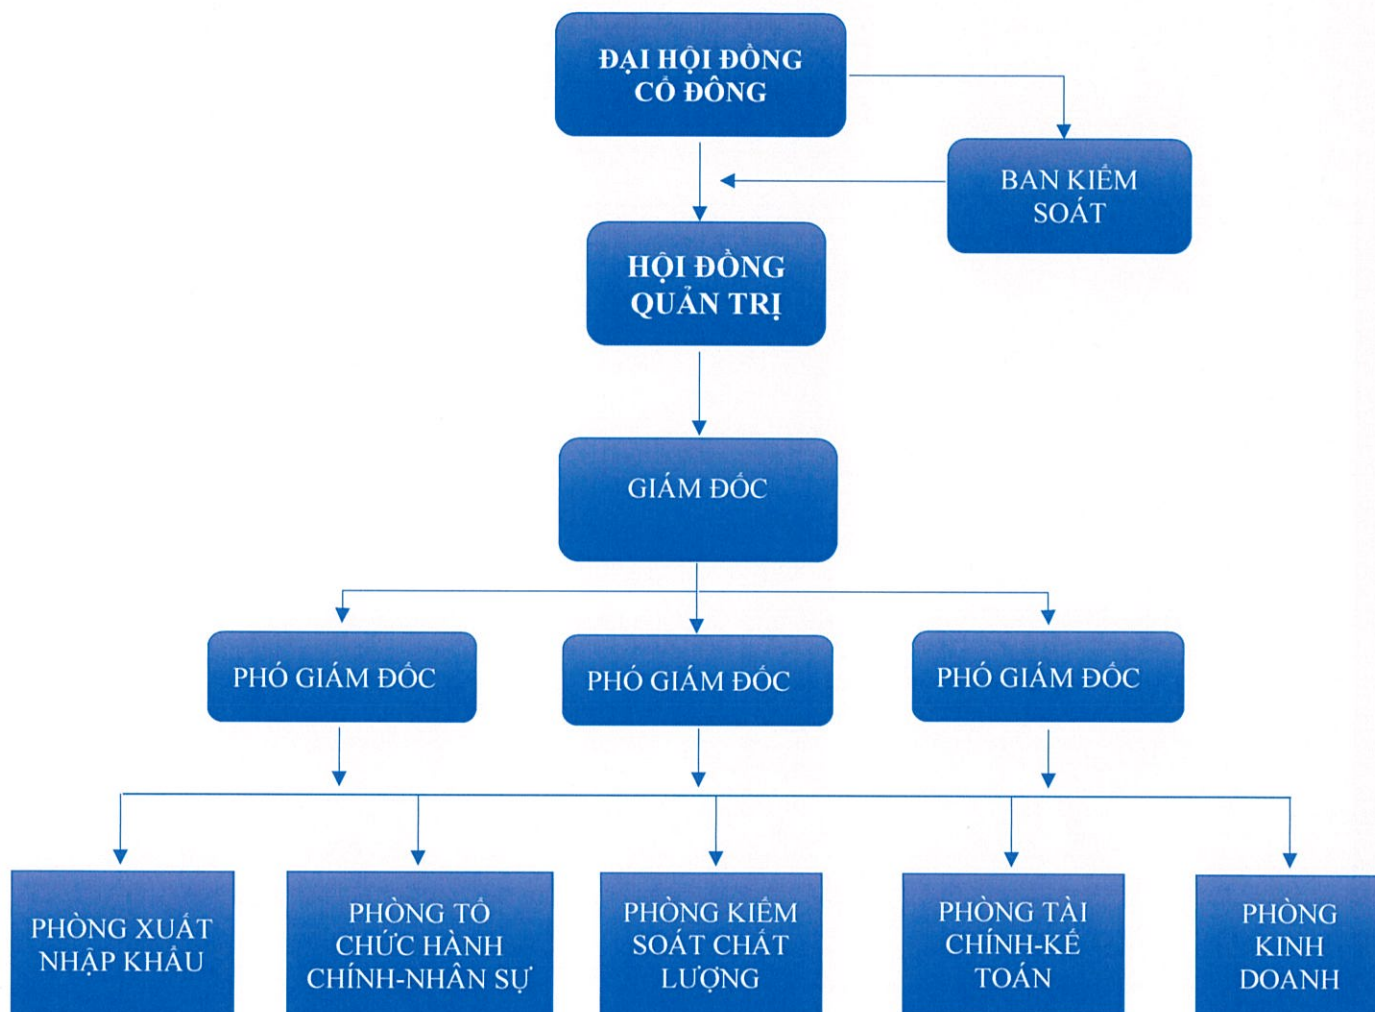 ĐẠI HỘI ĐỒNG
CỔ ĐÔNG
BAN KIỂM
SOÁT
HỘI ĐỒNG
QUẢN TRỊ
GIÁM ĐỐC
PHÓ GIÁM ĐỐC
PHÓ GIÁM ĐỐC
PHÓ GIÁM ĐỐC
PHÒNG XUẤT
NHẬP KHẨU
PHÒNG TỔ
CHỨC HÀNH
CHÍNH-NHÂN SỰ
PHÒNG KIỂM
SOÁT CHẤT
LƯỢNG
PHÒNG TÀI
CHÍNH-KẾ
TOÁN
PHÒNG
KINH
DOANH